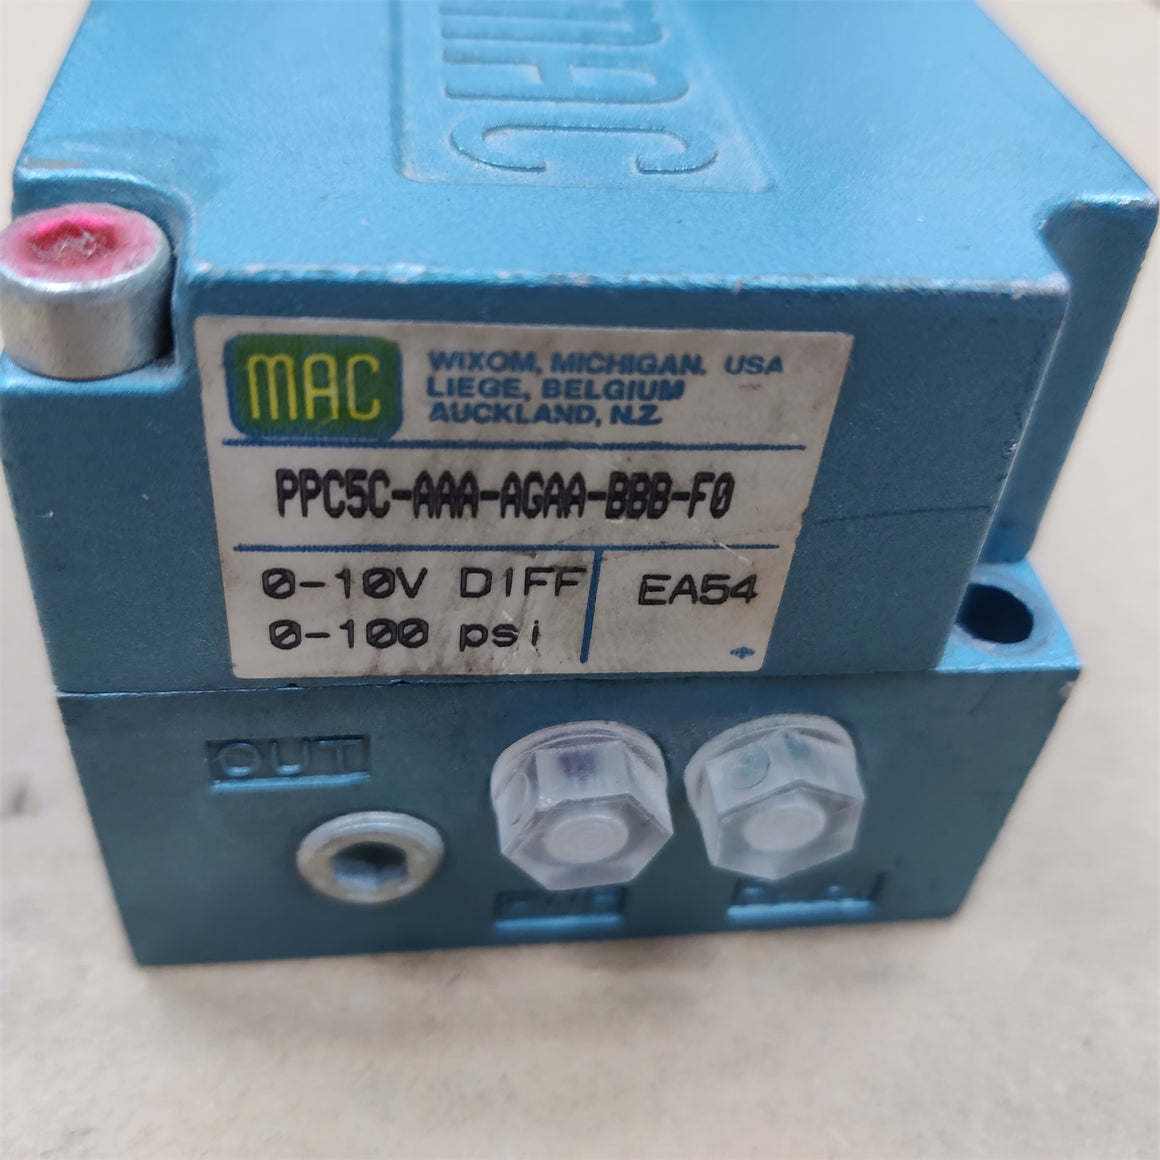 MAC
MAC
WIXOM, MICHIGAN. USA
LIEGE, BELGIUM
AUCKLAND, N.Z.
PPC5C-AAA-AGAA-BBB-F0
0-10V DIFF
0-100 psi
EA54
OUT